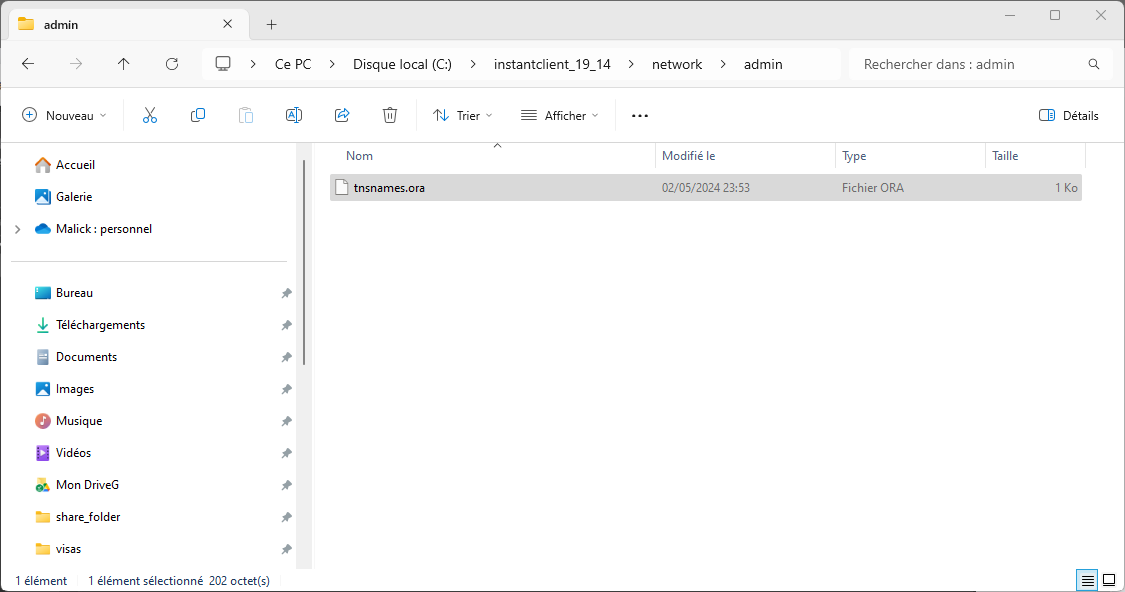 admin
Ce PC Disque local (C:) instantclient_19_14 network admin
Rechercher dans : admin
Nouveau Trier Afficher Détails
Nom Modifié le Type Taille
tnsnames.ora 02/05/2024 23:53 Fichier ORA 1 Ko
Accueil
Galerie
Malick : personnel
Bureau
Téléchargements
Documents
Images
Musique
Vidéos
Mon DriveG
share_folder
visas
1 élément 1 élément sélectionné 202 octet(s)